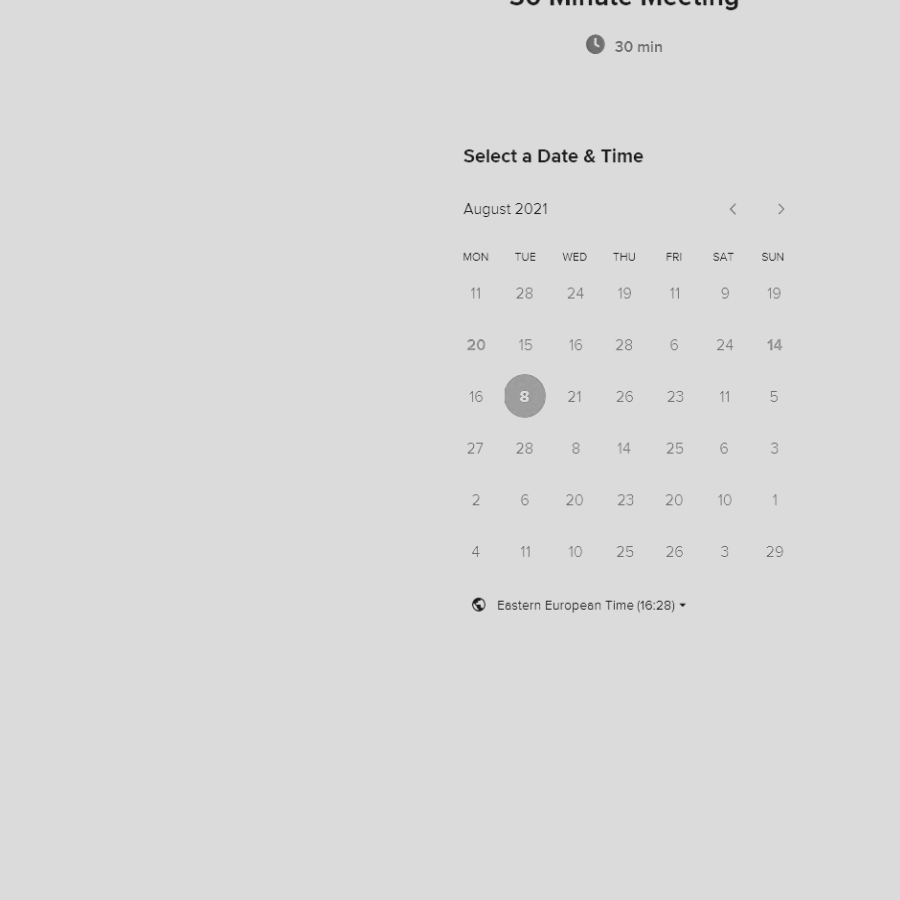 30 Minute Meeting
30 min
Select a Date & Time
August 2021
MON TUE WED THU FRI SAT SUN
11 28 24 19 11 9 19
20 15 16 28 6 24 14
16 8 21 26 23 11 5
27 28 8 14 25 6 3
2 6 20 23 20 10 1
4 11 10 25 26 3 29
Eastern European Time (16:28)